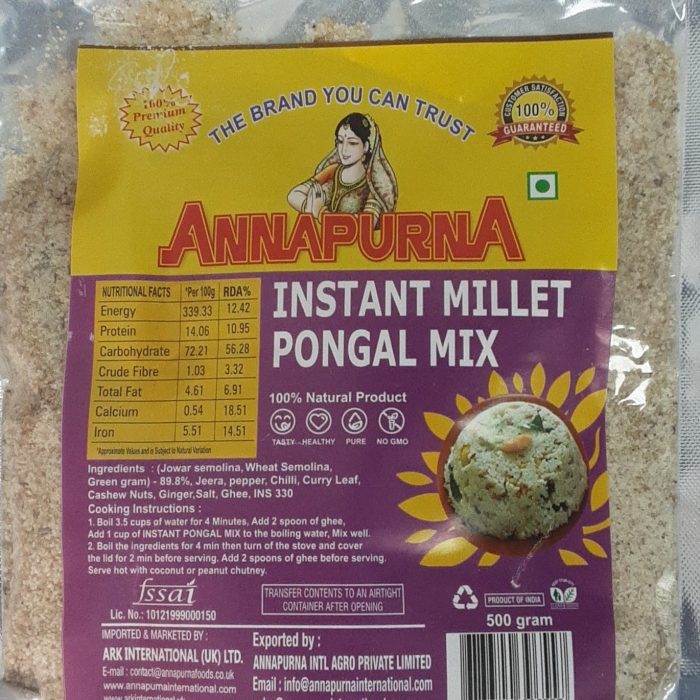 100%
Premium
Quality
THE BRAND YOU CAN TRUST
CUSTOMER SATISFACTION
100%
GUARANTEED
ANNAPURNA
NUTRITIONAL FACTS *Per 100g RDA%
Energy 339.33 12.42
Protein 14.06 10.95
Carbohydrate 72.21 56.28
Crude Fibre 1.03 3.32
Total Fat 4.61 6.91
Calcium 0.54 18.51
Iron 5.51 14.51
*Approximate Values and is Subject to Natural Variation
INSTANT MILLET
PONGAL MIX
100% Natural Product
TASTY HEALTHY PURE NO GMO
Ingredients : (Jowar semolina, Wheat Semolina,
Green gram) - 89.8%, Jeera, pepper, Chilli, Curry Leaf,
Cashew Nuts, Ginger,Salt, Ghee, INS 330
Cooking Instructions :
1. Boil 3.5 cups of water for 4 Minutes, Add 2 spoon of ghee,
Add 1 cup of INSTANT PONGAL MIX to the boiling water, Mix well.
2. Boil the ingredients for 4 min then turn of the stove and cover
the lid for 2 min before serving. Add 2 spoons of ghee before serving.
Serve hot with coconut or peanut chutney.
fssai
Lic. No.: 10121999000150
TRANSFER CONTENTS TO AN AIRTIGHT
CONTAINER AFTER OPENING
PRODUCT OF INDIA
500 gram
IMPORTED & MARKETED BY :
ARK INTERNATIONAL (UK) LTD.
E-mail : contact@annapurnafoods.co.uk
www.annapurnainternational.com
Exported by :
ANNAPURNA INTL AGRO PRIVATE LIMITED
Email : info@annapurnainternational.com